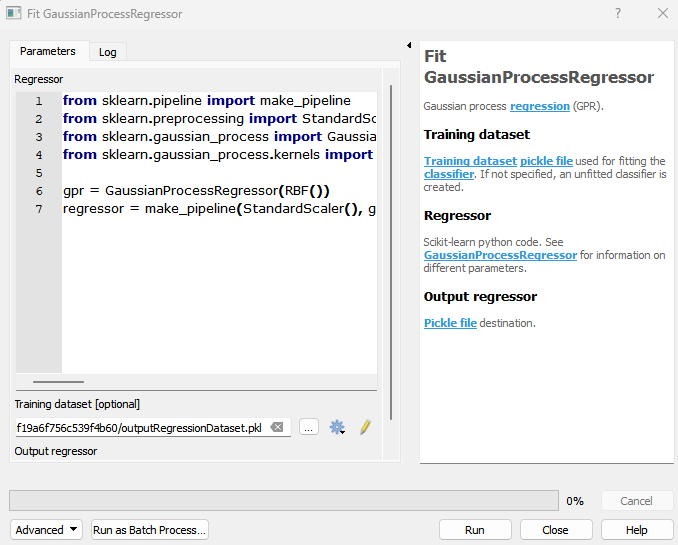 Fit GaussianProcessRegressor
?
Parameters
Log
Regressor
1 from sklearn.pipeline import make_pipeline
2 from sklearn.preprocessing import StandardSc
3 from sklearn.gaussian_process import Gaussia
4 from sklearn.gaussian_process.kernels import
5
6 gpr = GaussianProcessRegressor(RBF())
7 regressor = make_pipeline(StandardScaler(), g
Training dataset [optional]
f19a6f756c539f4b60/outputRegressionDataset.pkl
...
Output regressor
Fit
GaussianProcessRegressor
Gaussian process regression (GPR).
Training dataset
Training dataset pickle file used for fitting the
classifier. If not specified, an unfitted classifier is
created.
Regressor
Scikit-learn python code. See
GaussianProcessRegressor for information on
different parameters.
Output regressor
Pickle file destination.
0%
Cancel
Advanced
Run as Batch Process...
Run
Close
Help